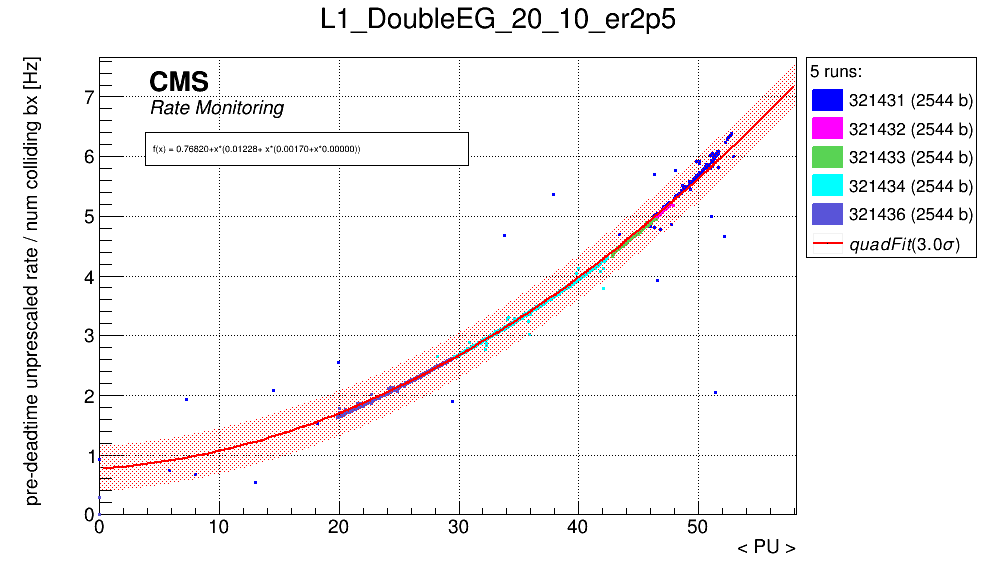 L1_DoubleEG_20_10_er2p5
pre-deadtime unprescaled rate / num colliding bx [Hz]
CMS
Rate Monitoring
f(x) = 0.76820+x*(0.01228+ x*(0.00170+x*0.00000))
7
6
5
4
3
2
1
0
0 10 20 30 40 50
< PU >
5 runs:
321431 (2544 b)
321432 (2544 b)
321433 (2544 b)
321434 (2544 b)
321436 (2544 b)
quadFit(3.0σ)